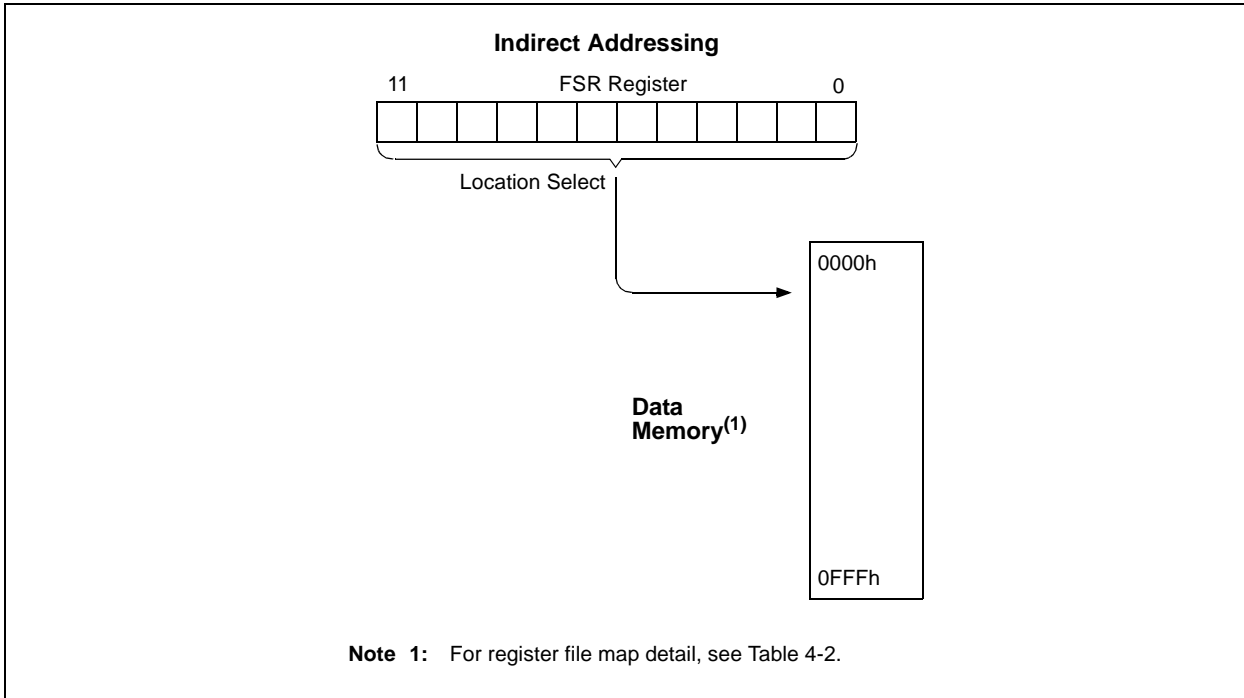 Indirect Addressing
11 FSR Register 0
Location Select
0000h
Data
Memory(1)
0FFFh
Note 1: For register file map detail, see Table 4-2.